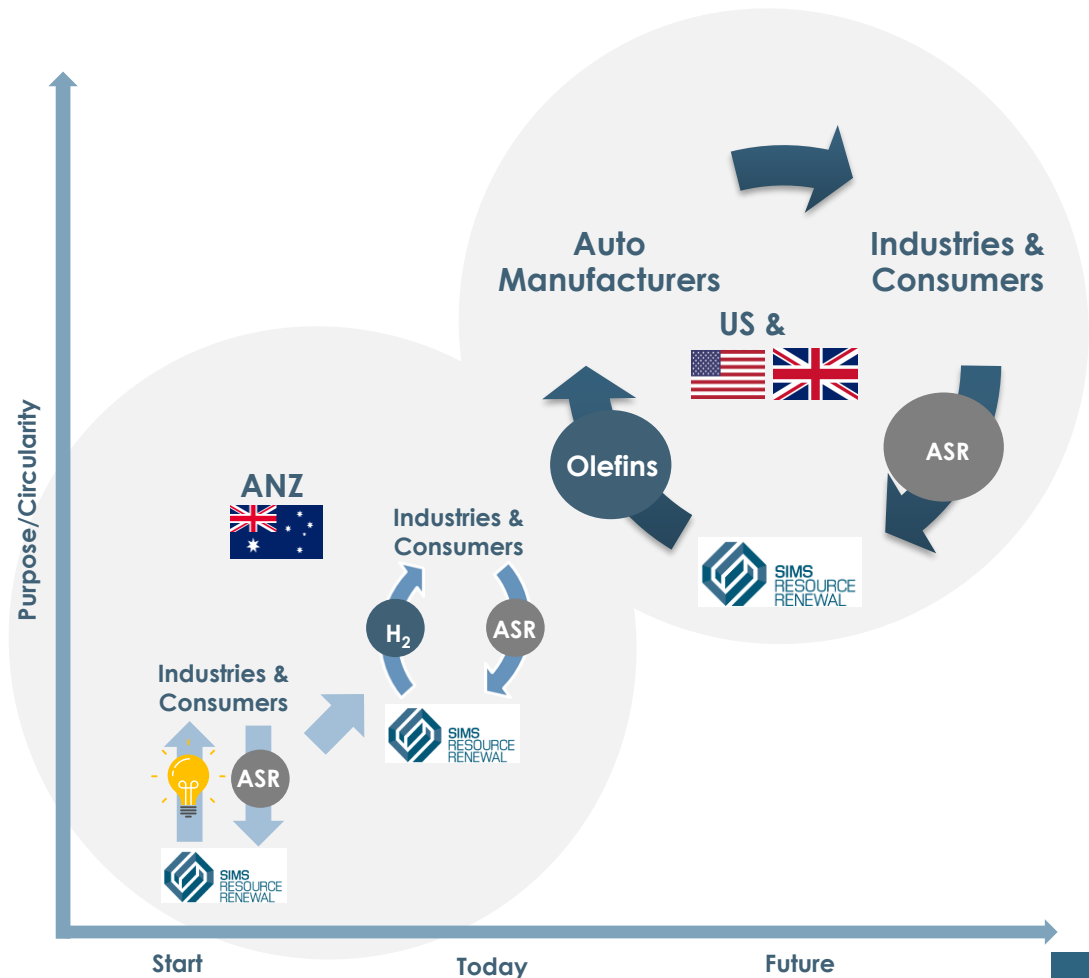 Purpose/Circularity
Auto
Manufacturers
Industries &
Consumers
US &
Olefins
ASR
SIMS
RESOURCE
RENEWAL
ANZ
Industries &
Consumers
H2
ASR
SIMS
RESOURCE
RENEWAL
Industries &
Consumers
ASR
SIMS
RESOURCE
RENEWAL
Start
Today
Future